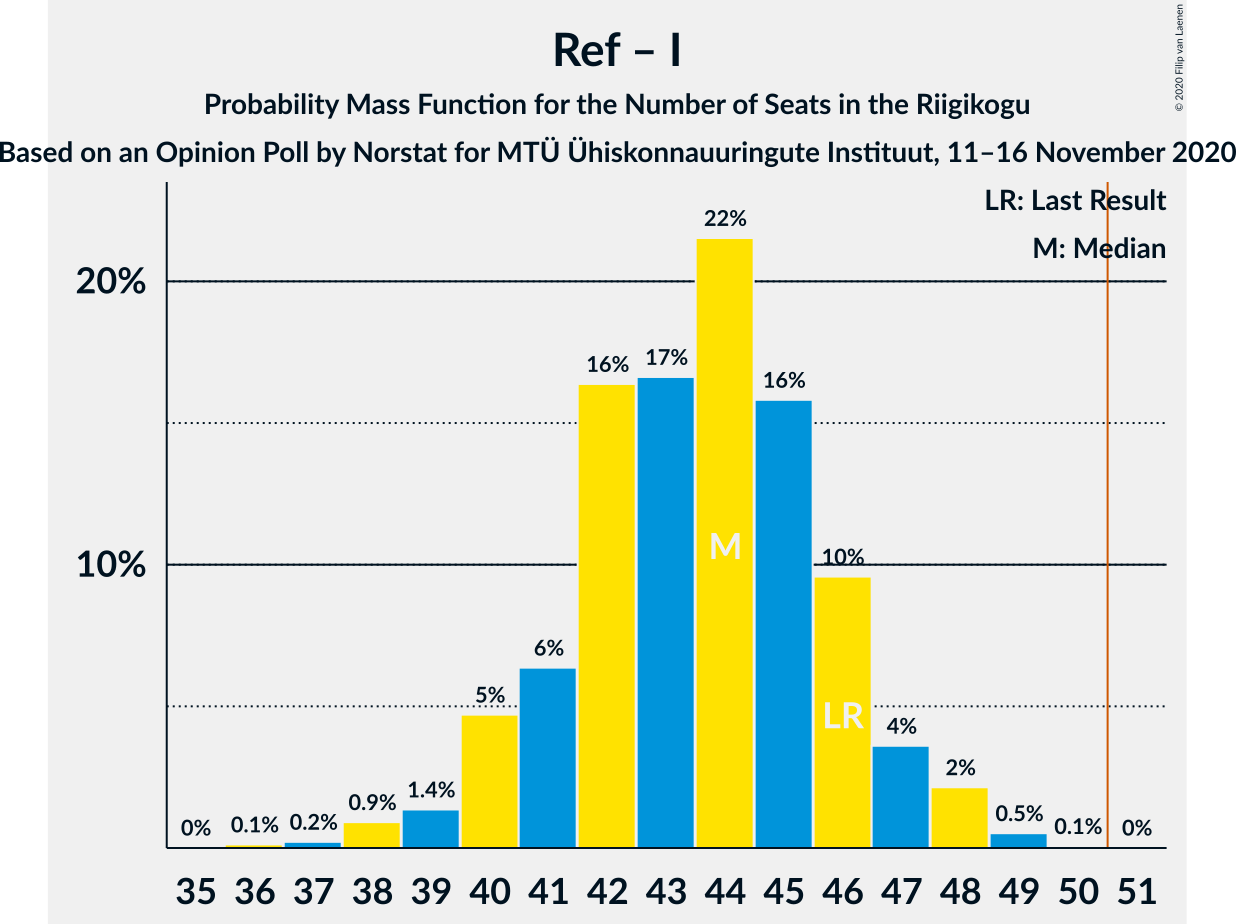 Ref – I
Probability Mass Function for the Number of Seats in the Riigikogu
Based on an Opinion Poll by Norstat for MTÜ Ühiskonnauuringute Instituut, 11–16 November 2020
© 2020 Filip van Laenen
LR: Last Result
M: Median
20%
10%
0% 0.1% 0.2% 0.9% 1.4% 5% 6% 16% 17% 22% 16% 10% 4% 2% 0.5% 0.1% 0%
M
LR
35 36 37 38 39 40 41 42 43 44 45 46 47 48 49 50 51